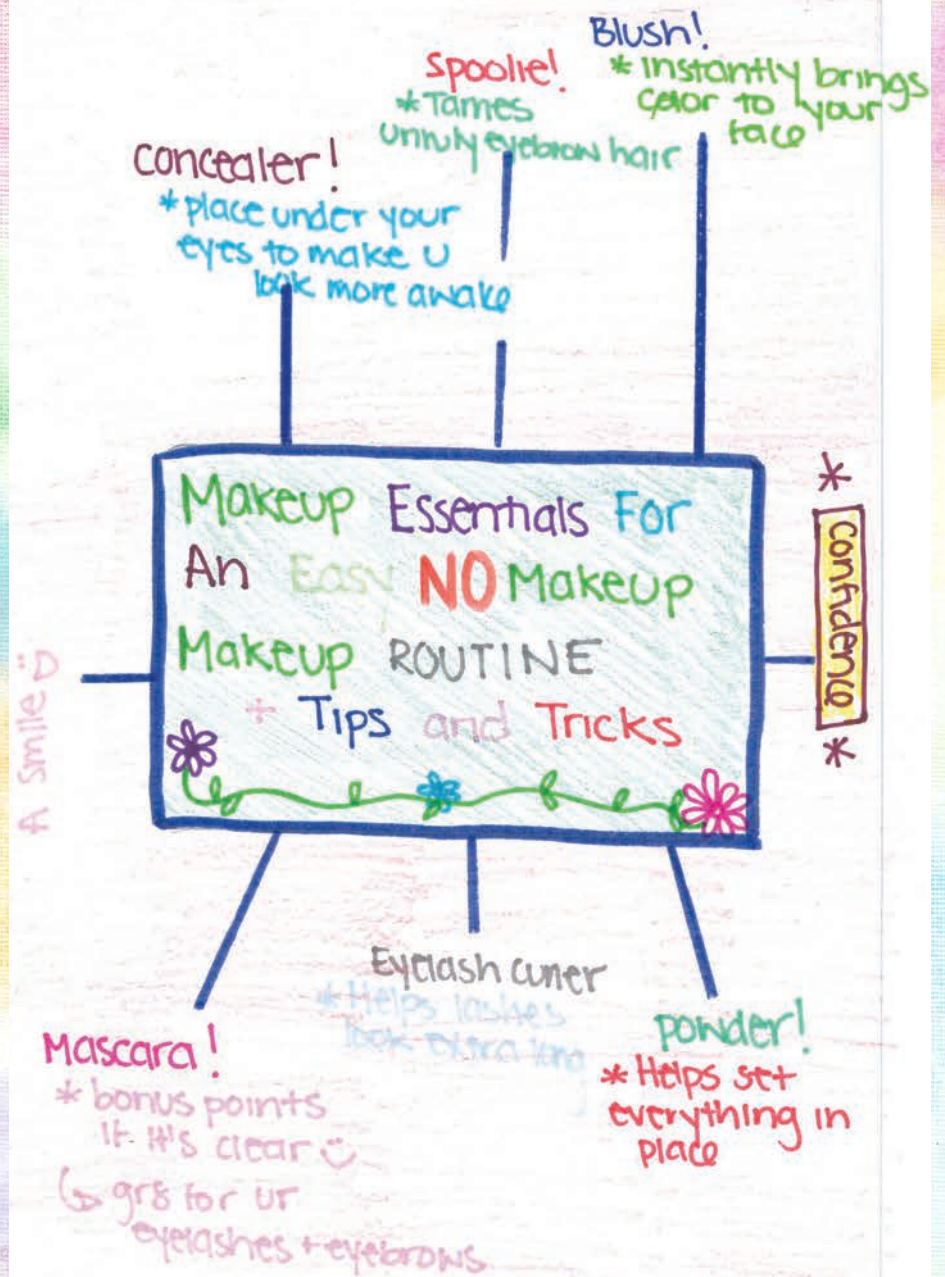 Blush!
* instantly brings
color to your
face
Spoolie!
* Tames
unruly eyebrow hair
concealer!
* place under your
eyes to make u
look more awake
Makeup Essentials For
An Easy NO Makeup
Makeup ROUTINE
+ Tips and Tricks
* Confidence *
A smile :)
Mascara!
* bonus points
if it's clear :)
↳ gr8 for ur
eyelashes + eyebrows
Eyelash curler
* Helps lashes
look extra long
powder!
* Helps set
everything in
place